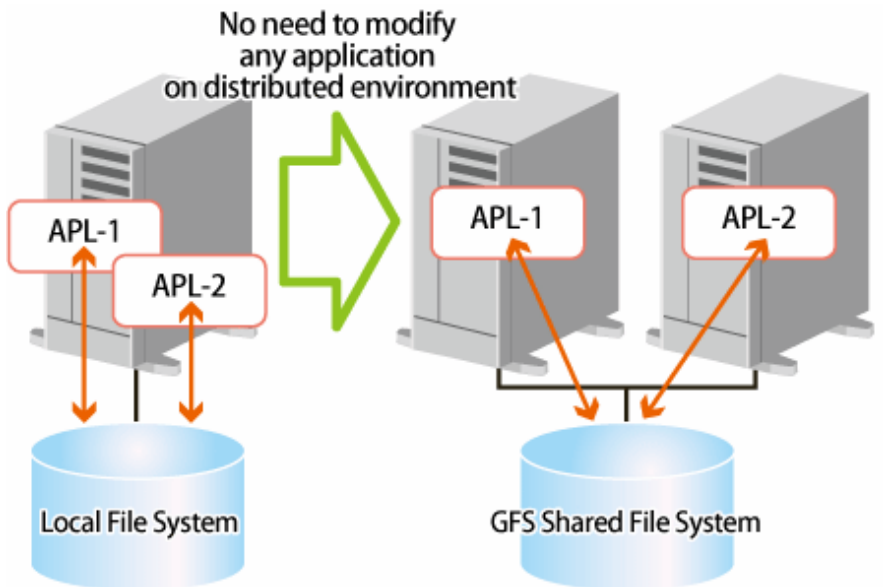 No need to modify
any application
on distributed environment
APL-1
APL-2
Local File System
APL-1
APL-2
GFS Shared File System